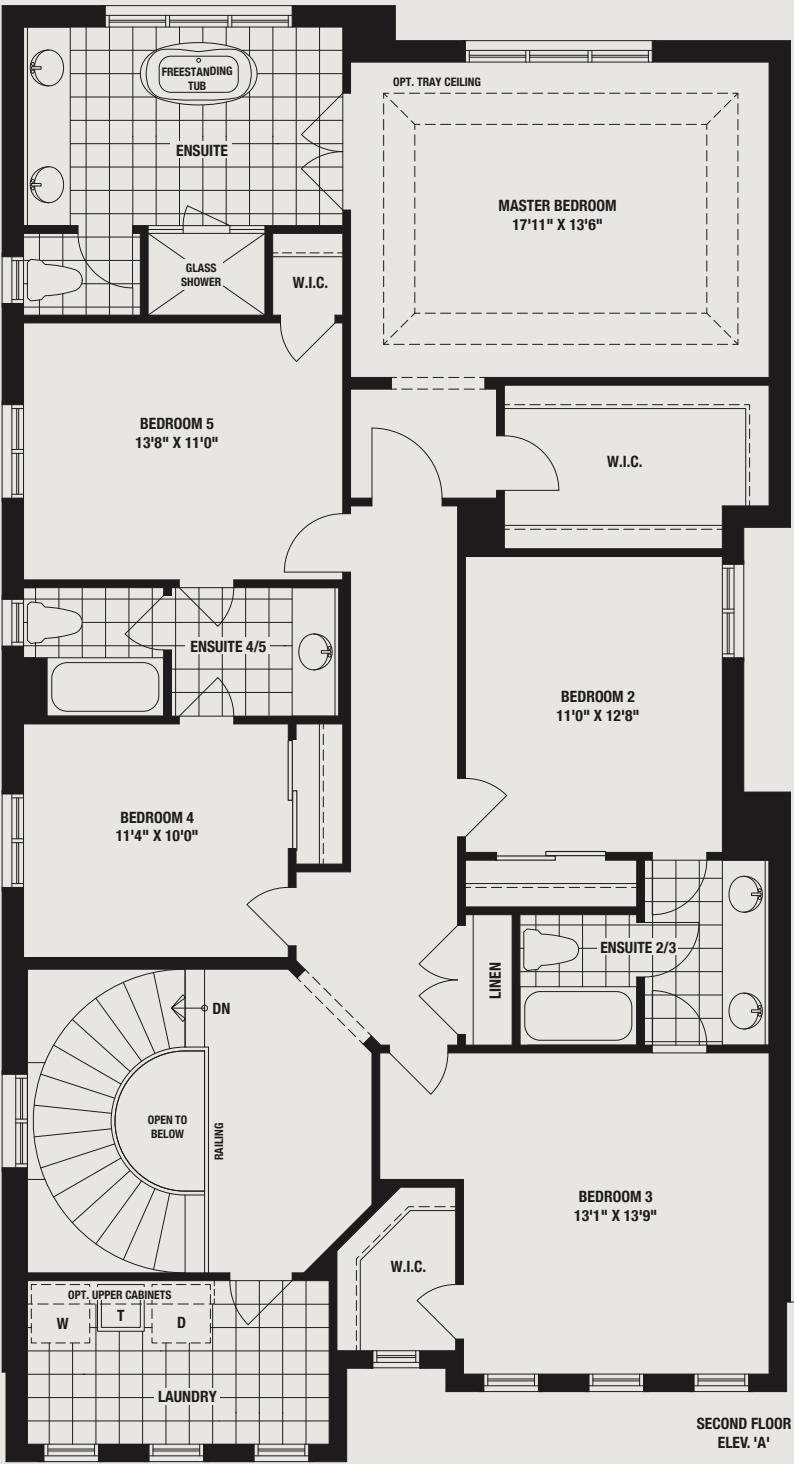 FREESTANDING
TUB
OPT. TRAY CEILING
ENSUITE
MASTER BEDROOM
17'11" X 13'6"
GLASS
SHOWER
W.I.C.
BEDROOM 5
13'8" X 11'0"
W.I.C.
ENSUITE 4/5
BEDROOM 2
11'0" X 12'8"
BEDROOM 4
11'4" X 10'0"
ENSUITE 2/3
LINEN
DN
OPEN TO
BELOW
RAILING
BEDROOM 3
13'1" X 13'9"
W.I.C.
OPT. UPPER CABINETS
W
T
D
LAUNDRY
SECOND FLOOR
ELEV. 'A'